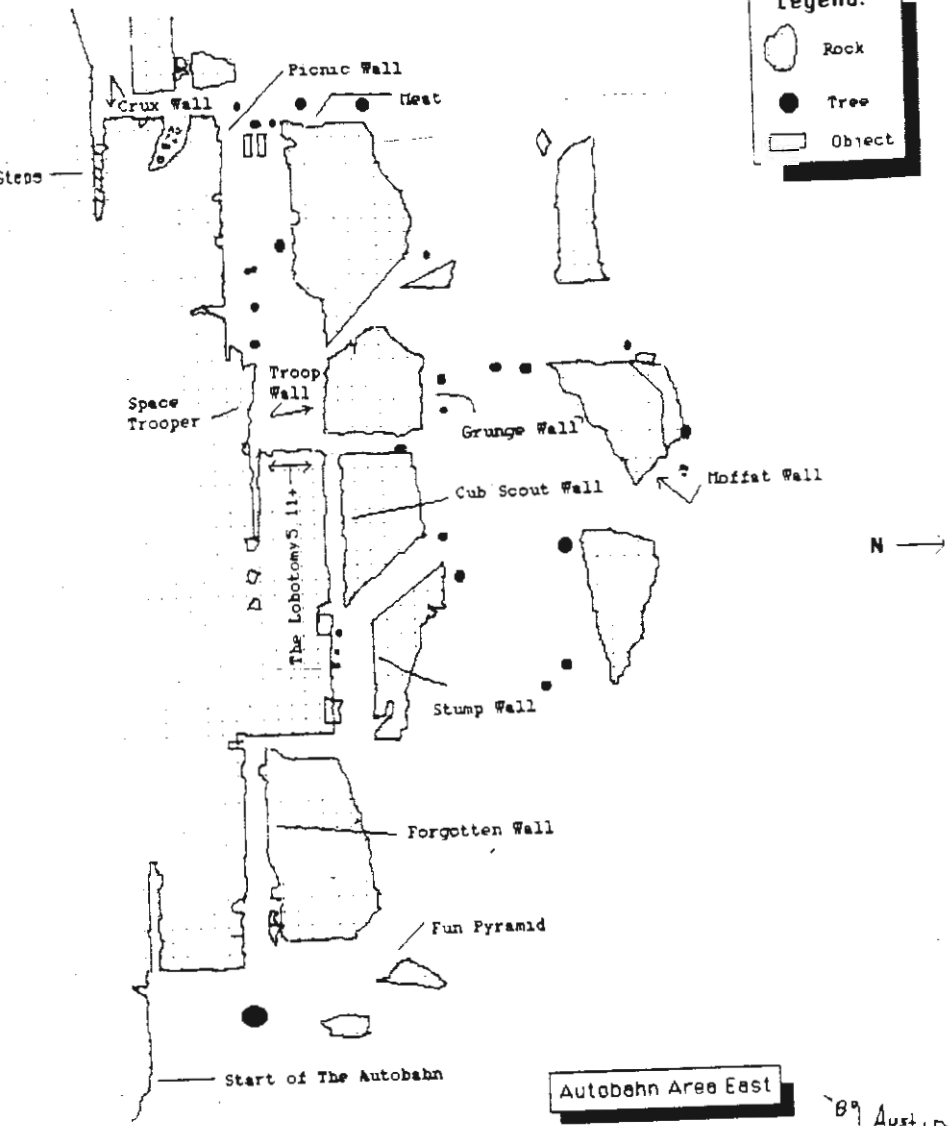 Legend:
Rock
Tree
Object
Picnic Wall
Meat
Crux Wall
Steps
Troop
Wall
Space
Trooper
Grunge Wall
Moffat Wall
Cub Scout Wall
The Lobotomy 5.11+
N
Stump Wall
Forgotten Wall
Fun Pyramid
Start of The Autobahn
Autobahn Area East
'89